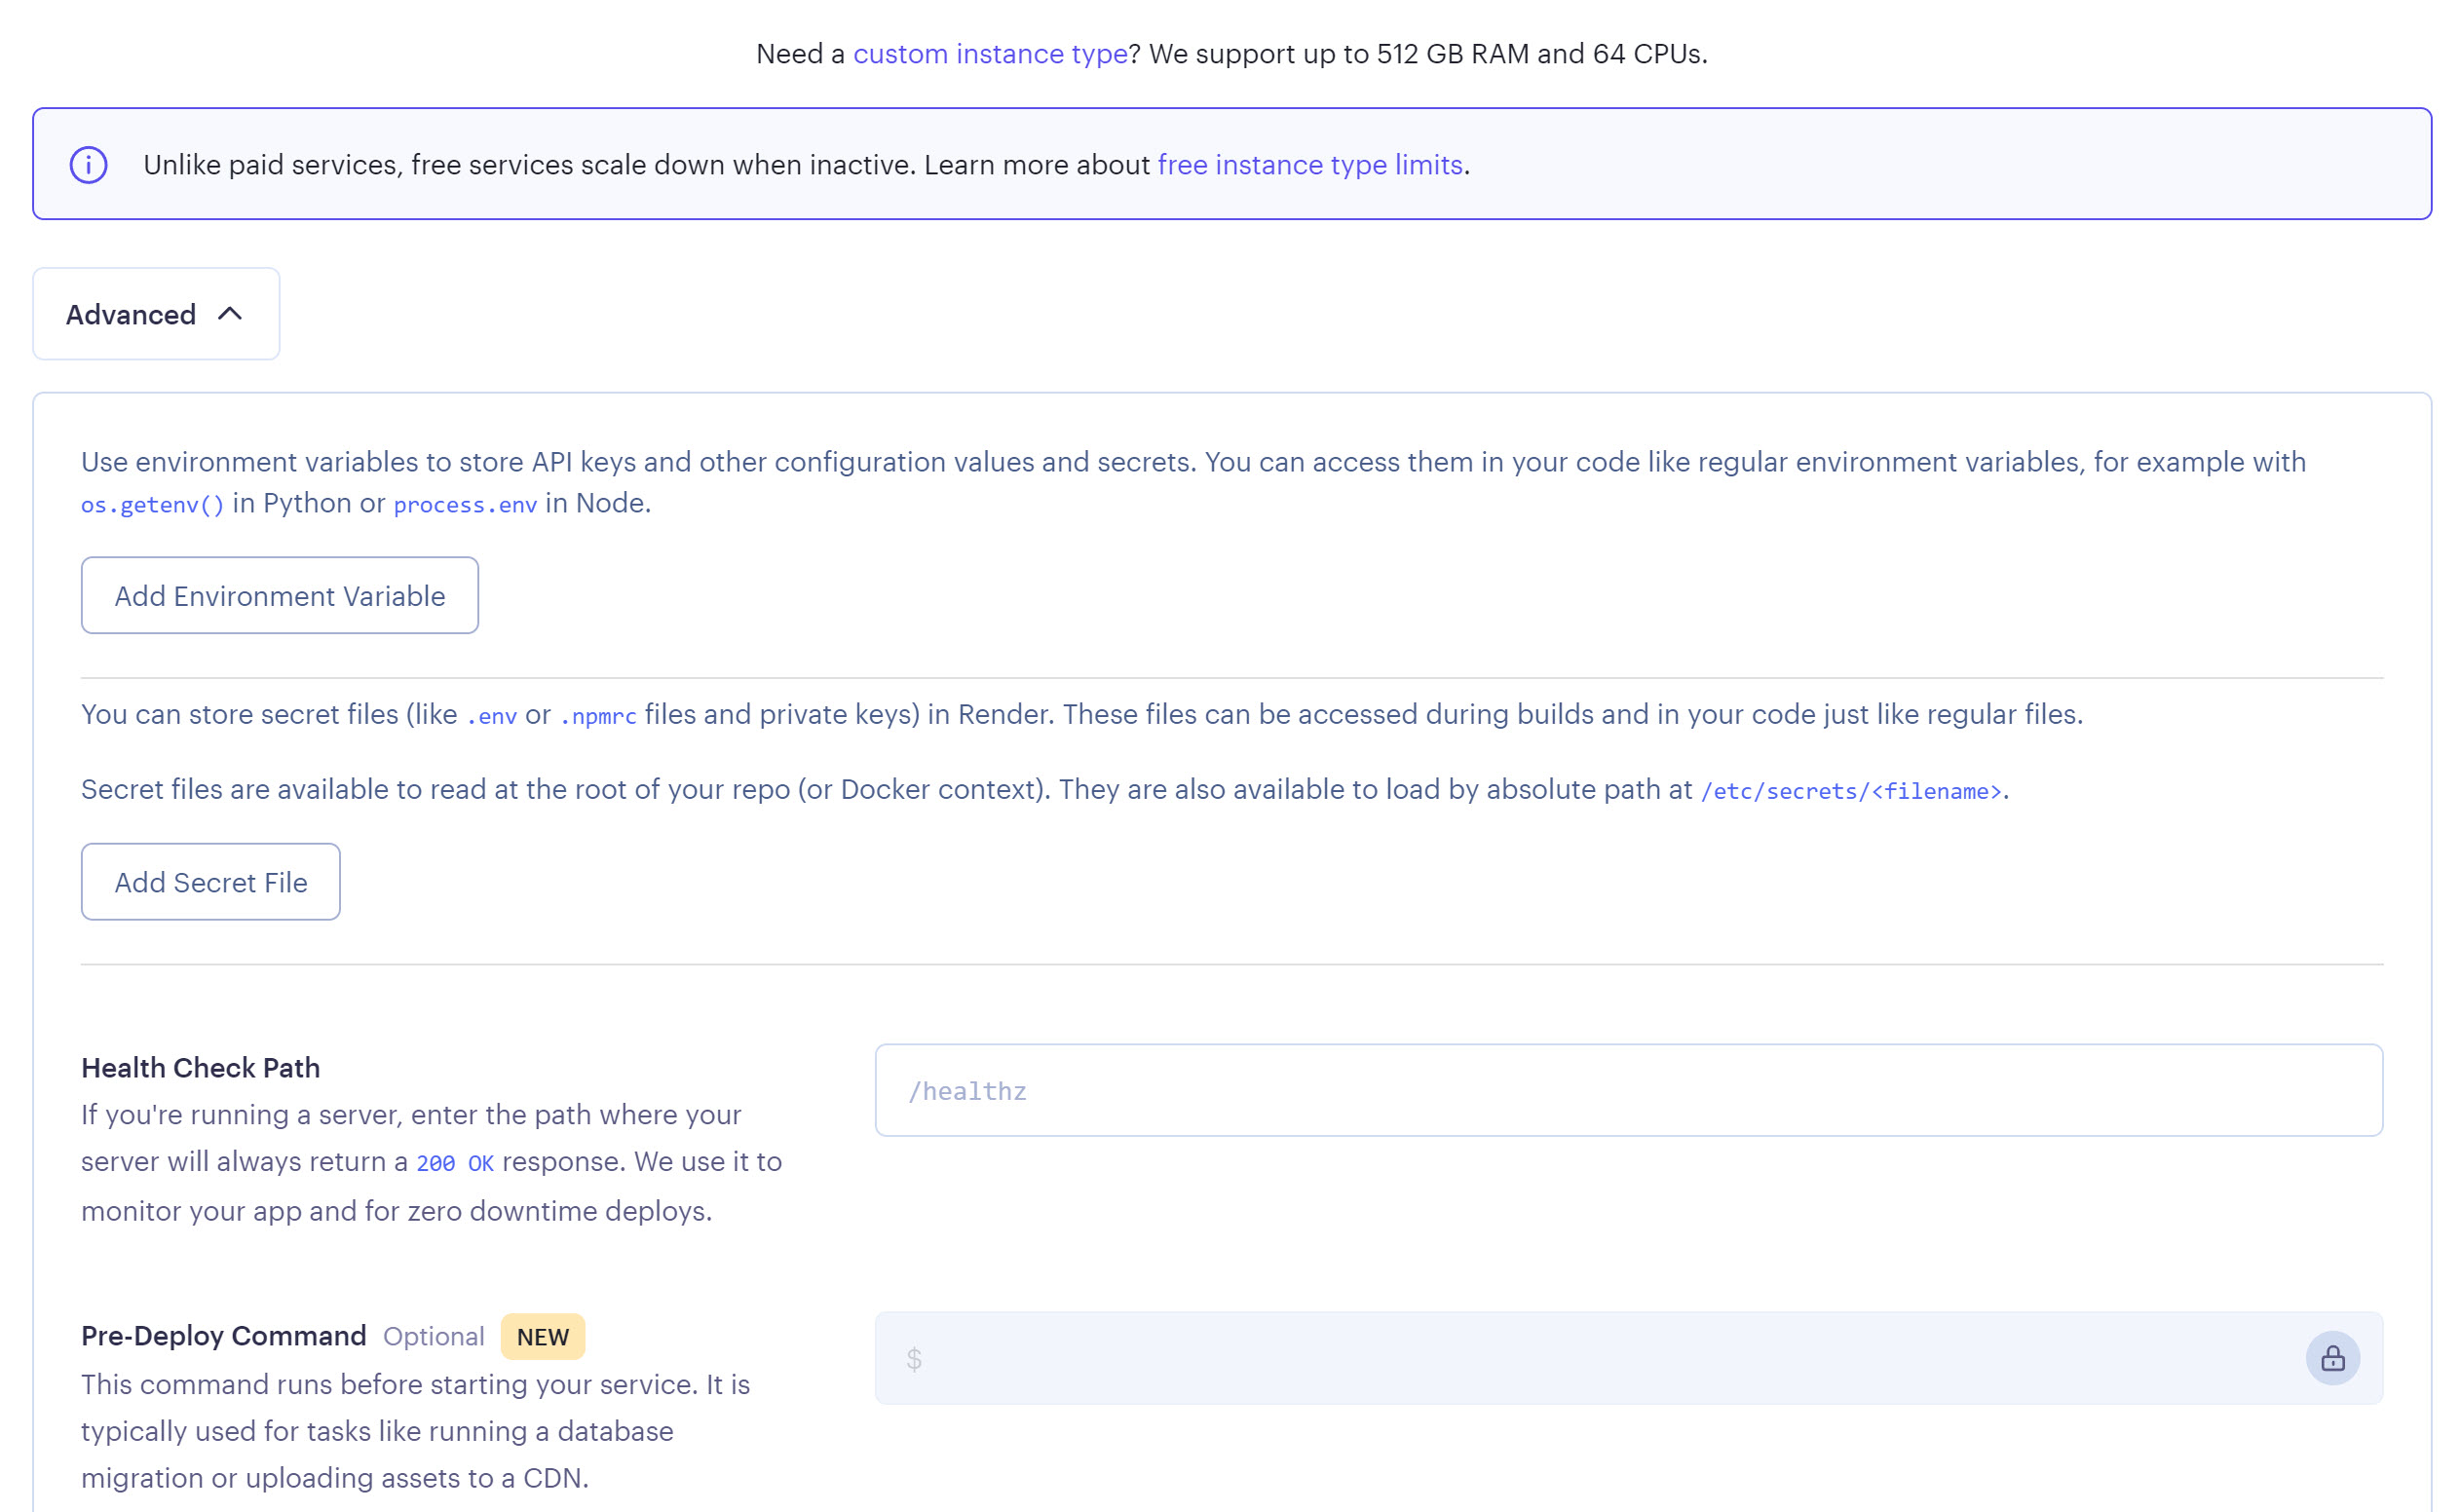 Need a custom instance type? We support up to 512 GB RAM and 64 CPUs.
Unlike paid services, free services scale down when inactive. Learn more about free instance type limits.
Advanced
Use environment variables to store API keys and other configuration values and secrets. You can access them in your code like regular environment variables, for example with
os.getenv() in Python or process.env in Node.
Add Environment Variable
You can store secret files (like .env or .npmrc files and private keys) in Render. These files can be accessed during builds and in your code just like regular files.
Secret files are available to read at the root of your repo (or Docker context). They are also available to load by absolute path at /etc/secrets/<filename>.
Add Secret File
Health Check Path
If you're running a server, enter the path where your
server will always return a 200 OK response. We use it to
monitor your app and for zero downtime deploys.
/healthz
Pre-Deploy Command Optional NEW
This command runs before starting your service. It is
typically used for tasks like running a database
migration or uploading assets to a CDN.
$